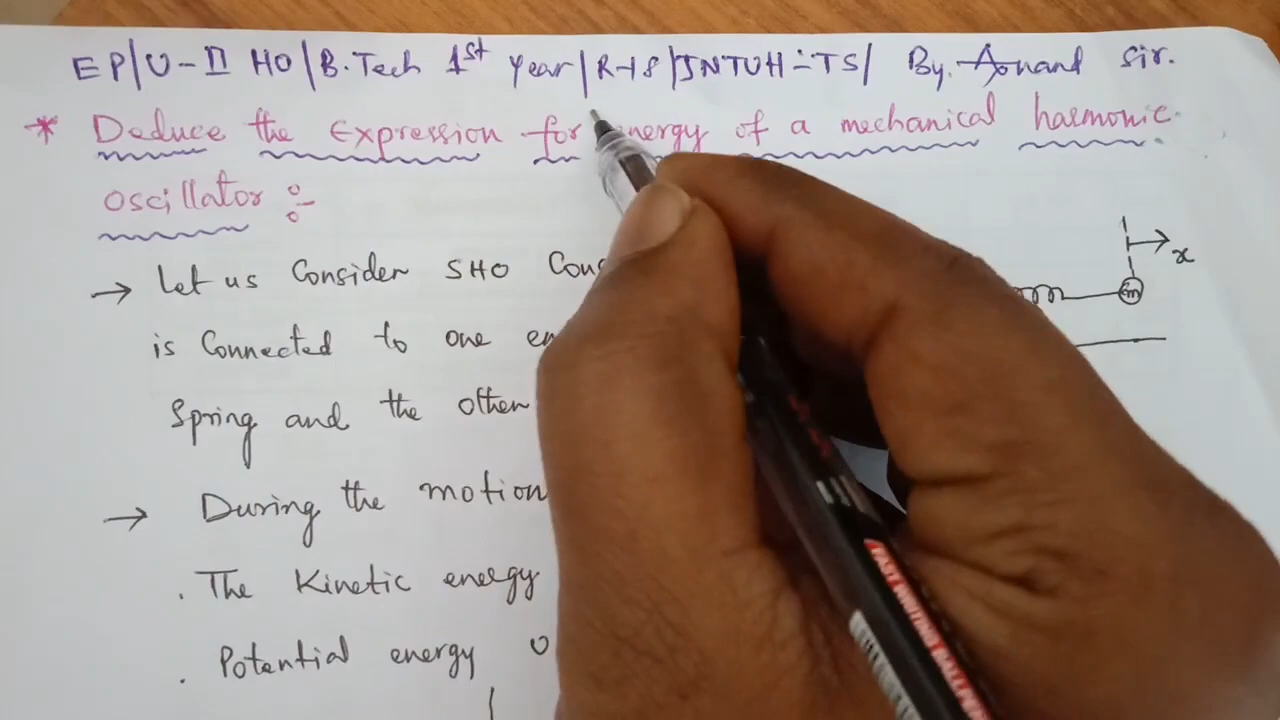 EP/U-II HO/B.Tech 1st Year/R-18/JNTUH-TS/ By. Anand Sir.
* Deduce the Expression for energy of a mechanical harmonic
oscillator :-
→ Let us Consider SHO
x
m
is Connected to one
Spring and the other
→ During the motion
. The Kinetic energy
. Potential energy U